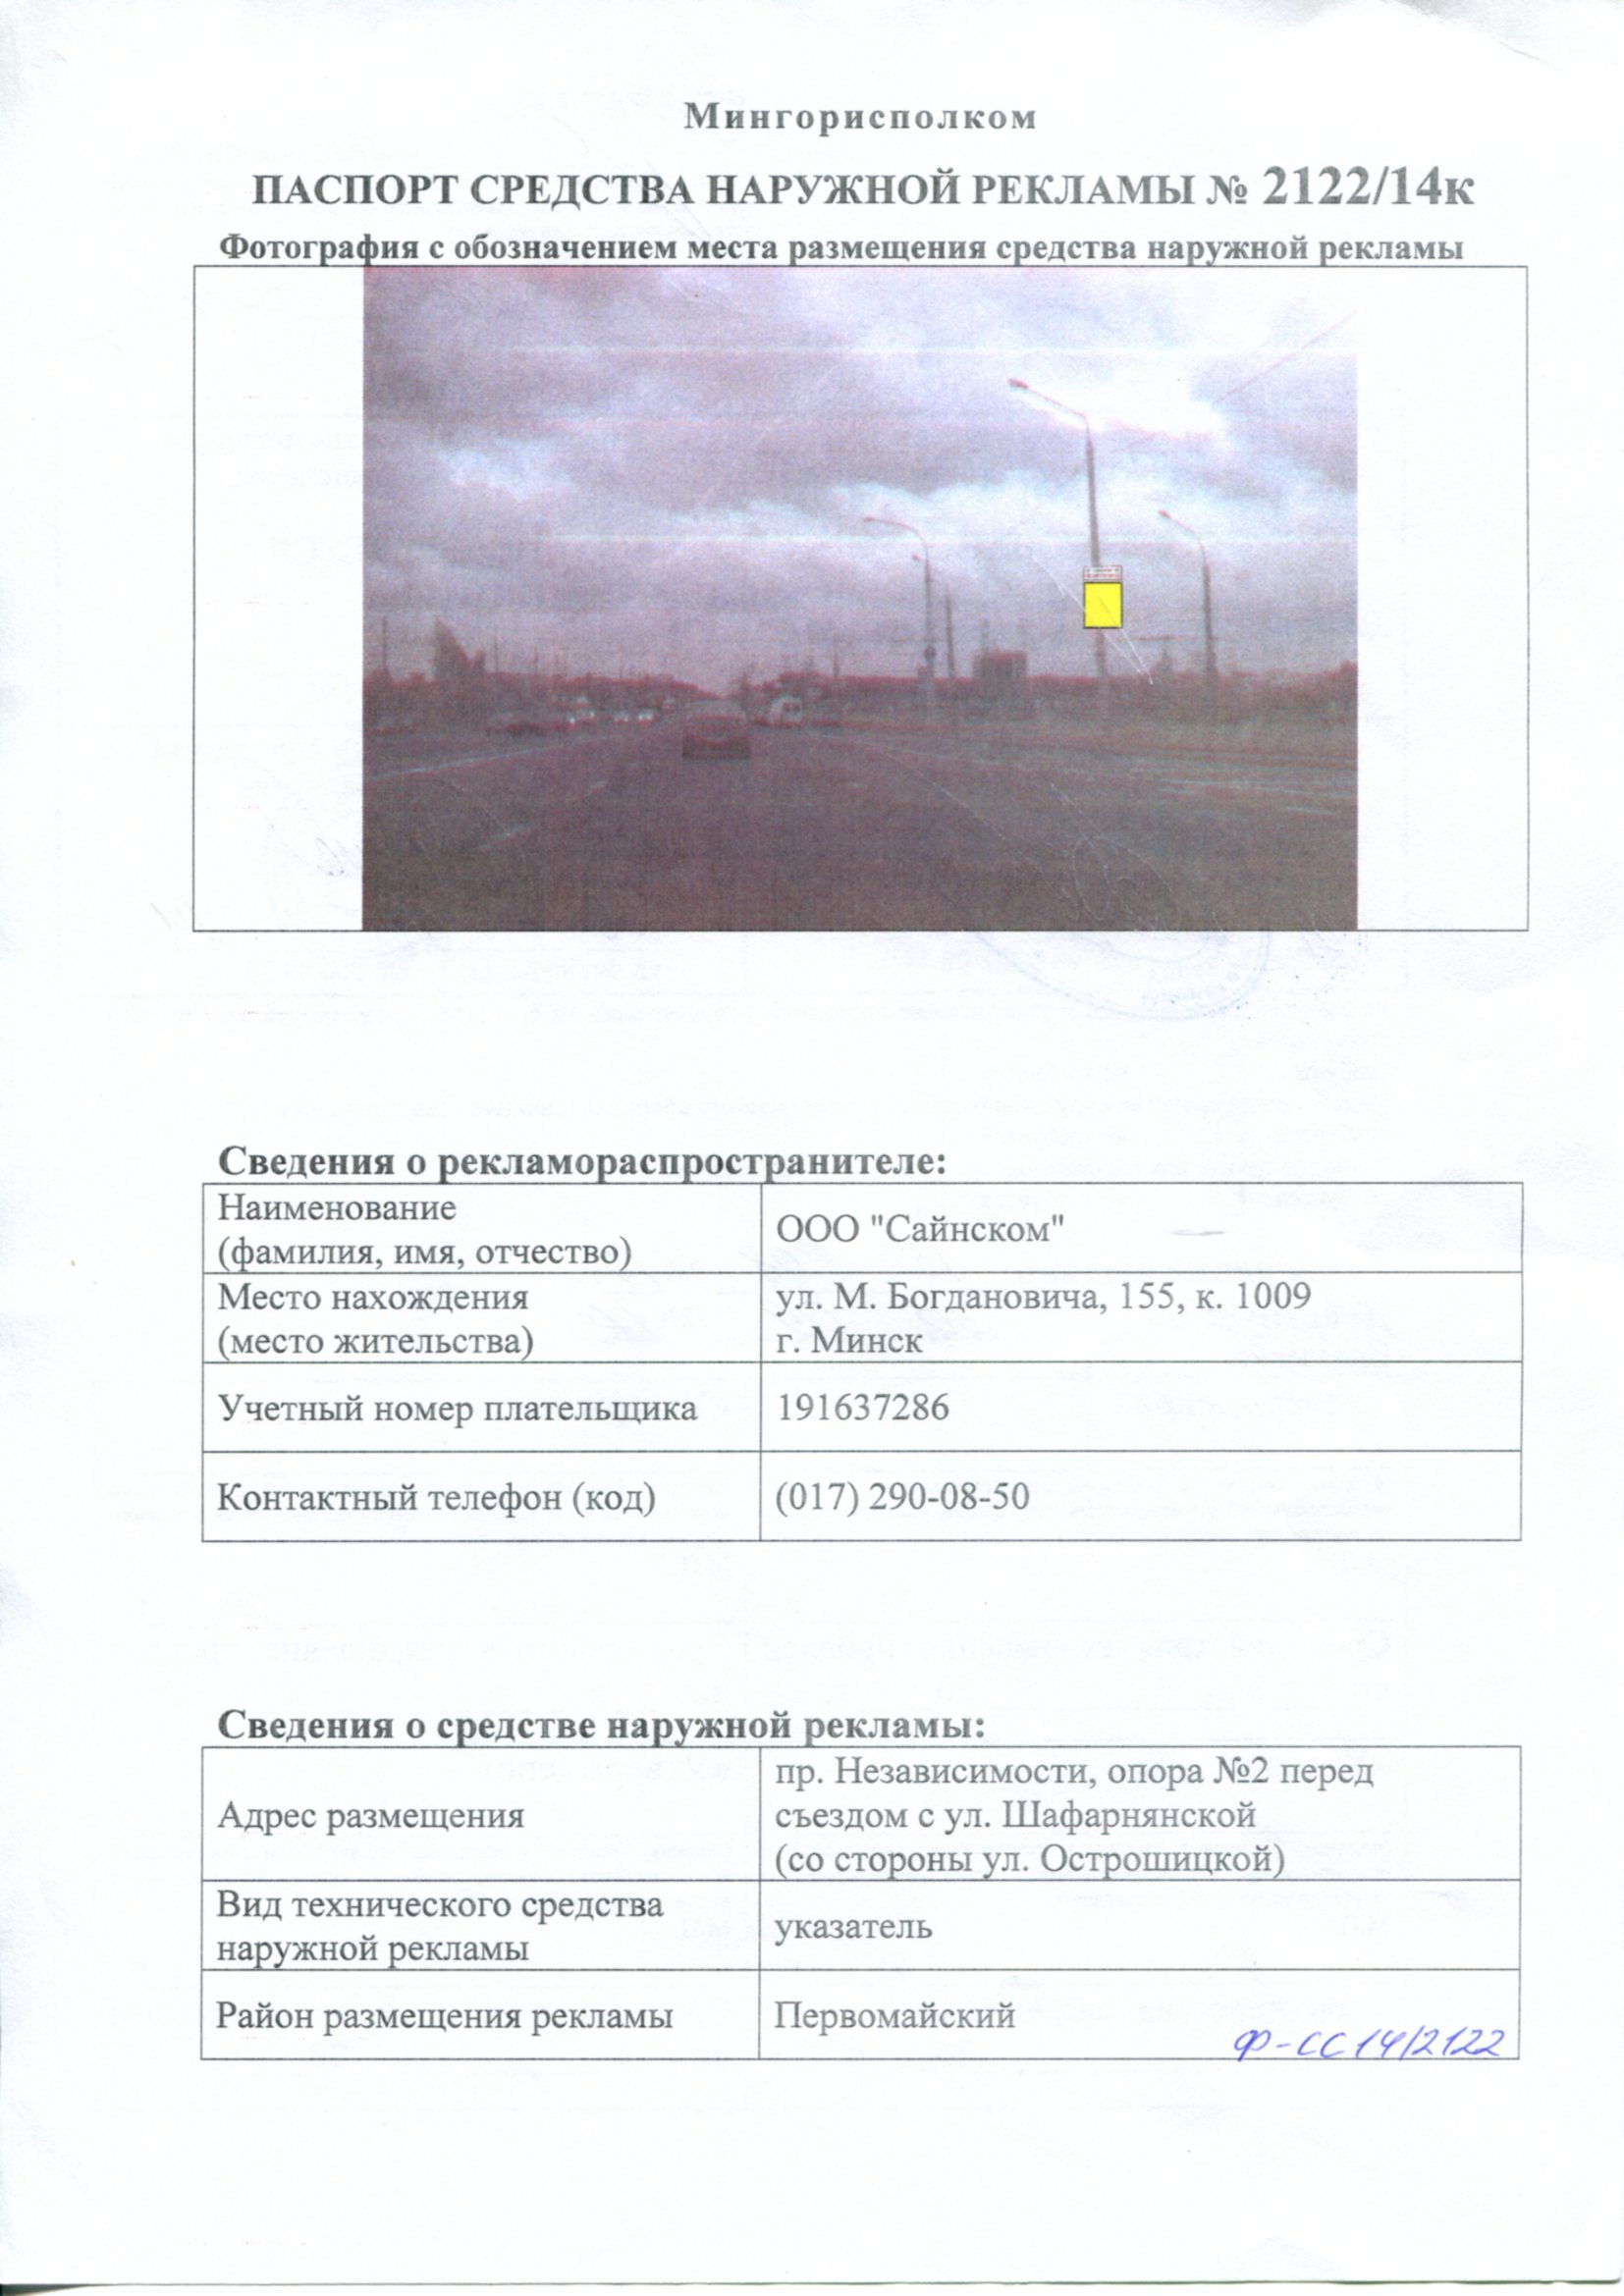 Мингорисполком
ПАСПОРТ СРЕДСТВА НАРУЖНОЙ РЕКЛАМЫ № 2122/14к
Фотография с обозначением места размещения средства наружной рекламы
Сведения о рекламораспространителе:
Наименование
(фамилия, имя, отчество)
ООО "Сайнском"
Место нахождения
(место жительства)
ул. М. Богдановича, 155, к. 1009
г. Минск
Учетный номер плательщика
191637286
Контактный телефон (код)
(017) 290-08-50
Сведения о средстве наружной рекламы:
Адрес размещения
пр. Независимости, опора №2 перед
съездом с ул. Шафарнянской
(со стороны ул. Острошицкой)
Вид технического средства
наружной рекламы
указатель
Район размещения рекламы
Первомайский
Ф-СС14/2122